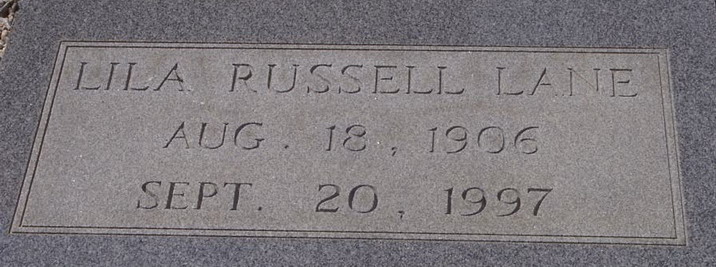 LILA RUSSELL LANE
AUG. 18, 1906
SEPT. 20, 1997